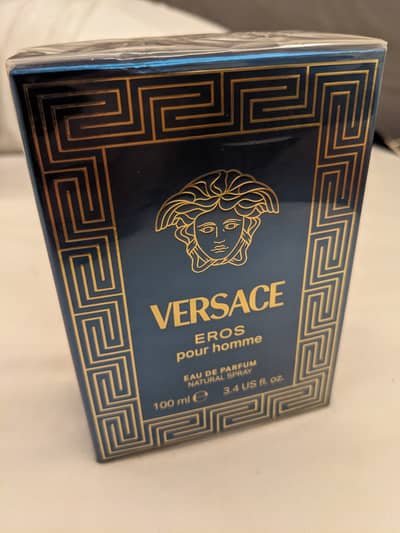 VERSACE
EROS
pour homme
EAU DE PARFUM
NATURAL SPRAY
100 ml ℮ 3.4 US fl. oz.